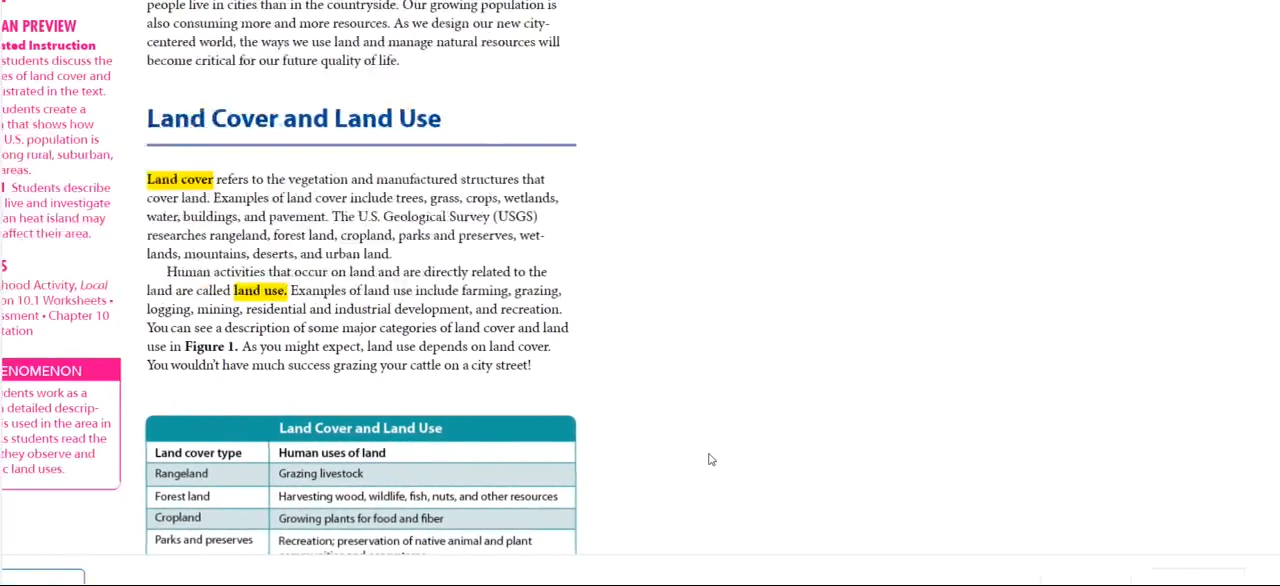 people live in cities than in the countryside. Our growing population is
also consuming more and more resources. As we design our new city-
centered world, the ways we use land and manage natural resources will
become critical for our future quality of life.
AN PREVIEW
Instruction
students discuss the
es of land cover and
in the text.
create a
that shows how
U.S. population is
rural, suburban,
areas.
Students describe
live and investigate
heat island may
affect their area.
S
hood Activity, Local
on 10.1 Worksheets •
Chapter 10
ENOMENON
work as a
detailed descrip-
is used in the area in
students read the
they observe and
land uses.
Land Cover and Land Use
Land cover refers to the vegetation and manufactured structures that
cover land. Examples of land cover include trees, grass, crops, wetlands,
water, buildings, and pavement. The U.S. Geological Survey (USGS)
researches rangeland, forest land, cropland, parks and preserves, wet-
lands, mountains, deserts, and urban land.
Human activities that occur on land and are directly related to the
land are called land use. Examples of land use include farming, grazing,
logging, mining, residential and industrial development, and recreation.
You can see a description of some major categories of land cover and land
use in Figure 1. As you might expect, land use depends on land cover.
You wouldn't have much success grazing your cattle on a city street!
Land Cover and Land Use
Land cover type Human uses of land
Rangeland Grazing livestock
Forest land Harvesting wood, wildlife, fish, nuts, and other resources
Cropland Growing plants for food and fiber
Parks and preserves Recreation; preservation of native animal and plant